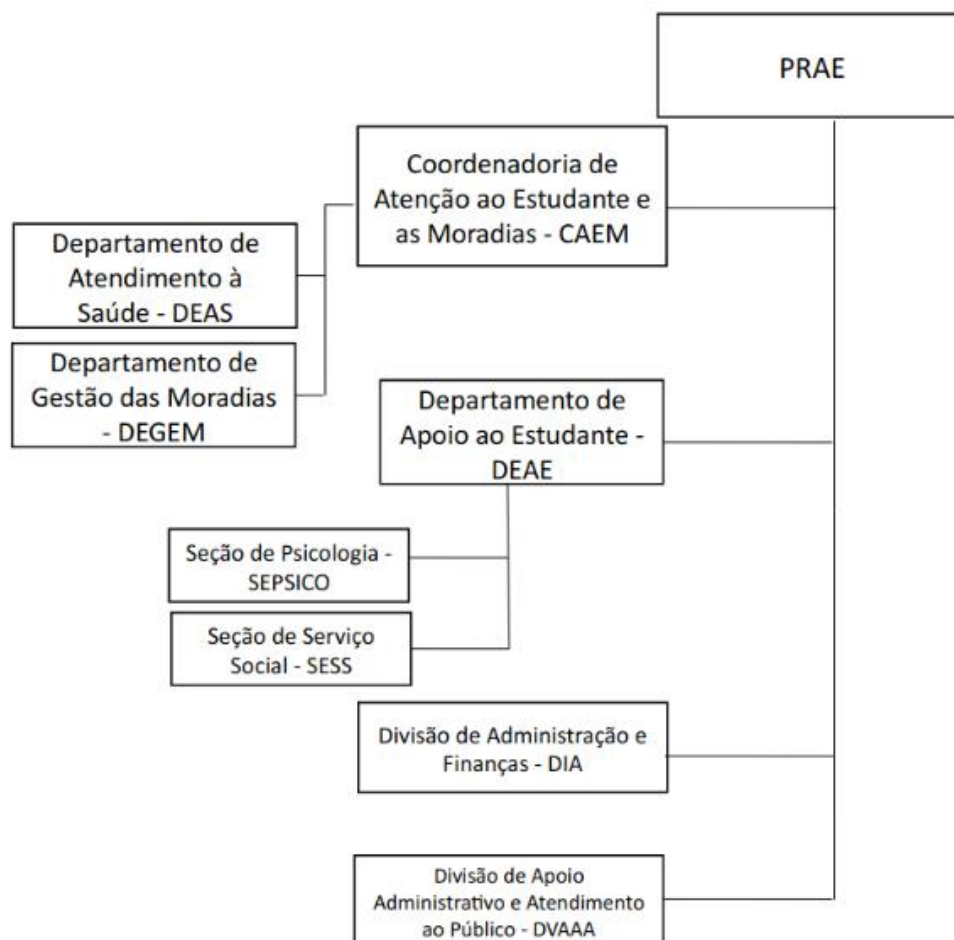 PRAE
Coordenadoria de
Atenção ao Estudante e
as Moradias - CAEM
Departamento de
Atendimento à
Saúde - DEAS
Departamento de
Gestão das Moradias
- DEGEM
Departamento de
Apoio ao Estudante -
DEAE
Seção de Psicologia -
SEPSICO
Seção de Serviço
Social - SESS
Divisão de Administração e
Finanças - DIA
Divisão de Apoio
Administrativo e Atendimento
ao Público - DVAAA